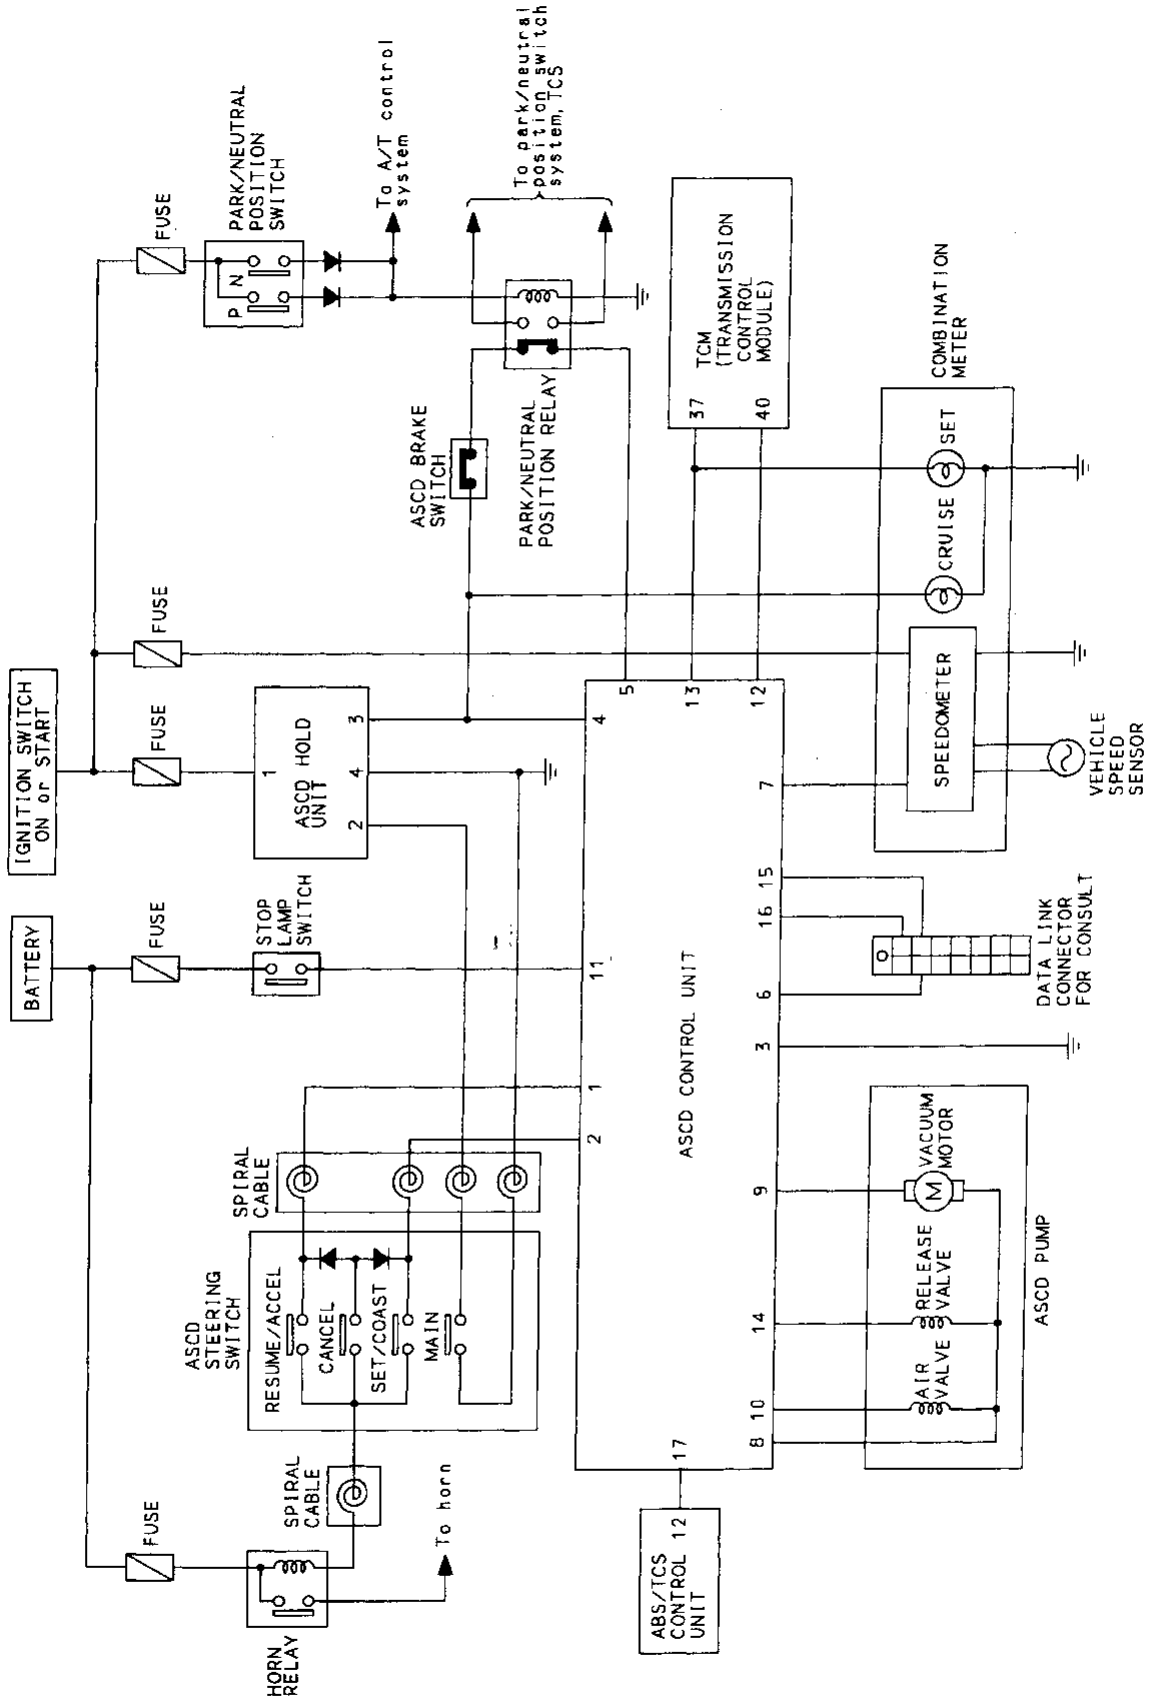 IGNITION SWITCH
ON or START
BATTERY
FUSE
FUSE
FUSE
FUSE
FUSE
PARK/NEUTRAL
POSITION
SWITCH
P
N
To A/T control
system
To park/neutral
position switch
system, TCS
ASCD HOLD
UNIT
1
2
4
3
STOP
LAMP
SWITCH
ASCD BRAKE
SWITCH
PARK/NEUTRAL
POSITION RELAY
TCM
(TRANSMISSION
CONTROL
MODULE)
37
40
HORN
RELAY
To horn
SPIRAL
CABLE
ASCD
STEERING
SWITCH
RESUME/ACCEL
CANCEL
SET/COAST
MAIN
SPIRAL
CABLE
ASCD CONTROL UNIT
2
1
11
4
5
13
12
17
8
10
14
9
3
6
16
15
7
ABS/TCS
CONTROL
UNIT
12
AIR
VALVE
RELEASE
VALVE
VACUUM
MOTOR
M
ASCD PUMP
DATA LINK
CONNECTOR
FOR CONSULT
SPEEDOMETER
CRUISE
SET
COMBINATION
METER
VEHICLE
SPEED
SENSOR